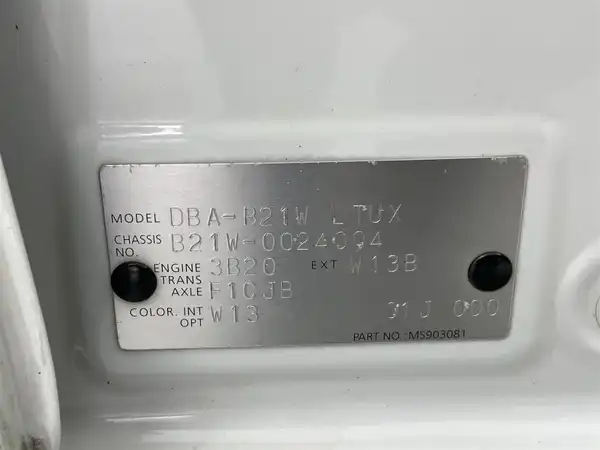 MODEL DBA-B21W LTUX
CHASSIS NO. B21W-0024094
ENGINE 3B20 EXT W13B
TRANS AXLE F1CJB
COLOR. INT W13
OPT 01J 000
PART NO. MS903081